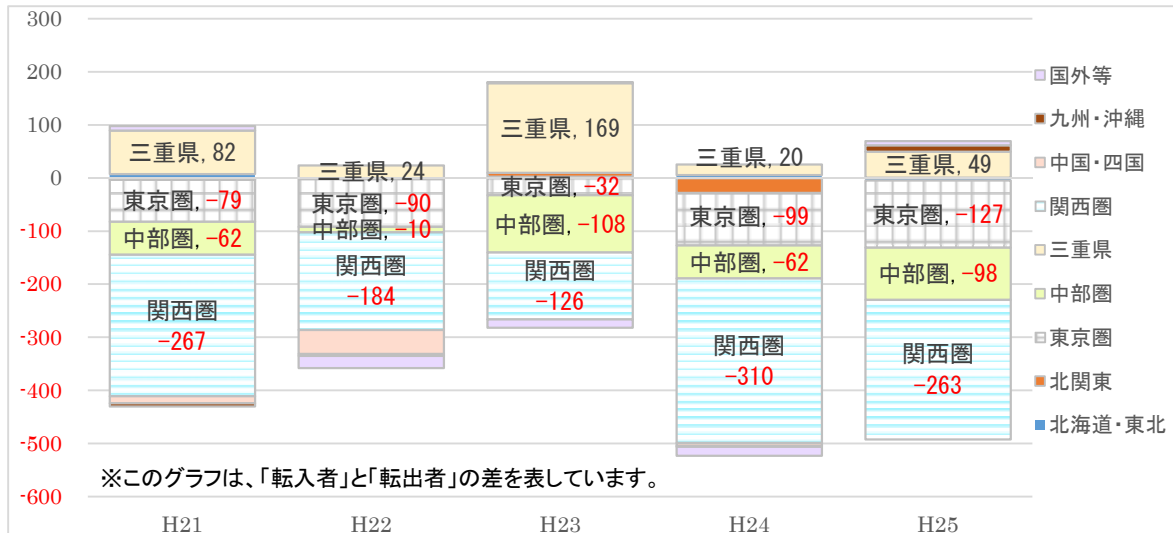 300
200
100
0
-100
-200
-300
-400
-500
-600
三重県, 82
東京圏, -79
中部圏, -62
関西圏
-267
三重県, 24
東京圏, -90
中部圏, -10
関西圏
-184
三重県, 169
東京圏, -32
中部圏, -108
関西圏
-126
三重県, 20
東京圏, -99
中部圏, -62
関西圏
-310
三重県, 49
東京圏, -127
中部圏, -98
関西圏
-263
※このグラフは、「転入者」と「転出者」の差を表しています。
H21
H22
H23
H24
H25
国外等
九州・沖縄
中国・四国
関西圏
三重県
中部圏
東京圏
北関東
北海道・東北